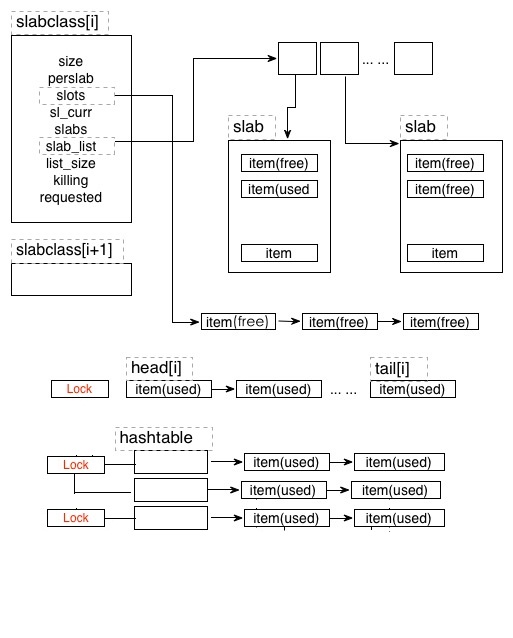 slabclass[i]
size
perslab
slots
sl_curr
slabs
slab_list
list_size
killing
requested
... ...
slab
item(free)
item(used
item
slab
item(free)
item(free)
item
slabclass[i+1]
item(free)
item(free)
item(free)
head[i]
tail[i]
Lock
item(used)
item(used)
... ...
item(used)
hashtable
Lock
item(used)
item(used)
item(used)
item(used)
Lock
item(used)
item(used)